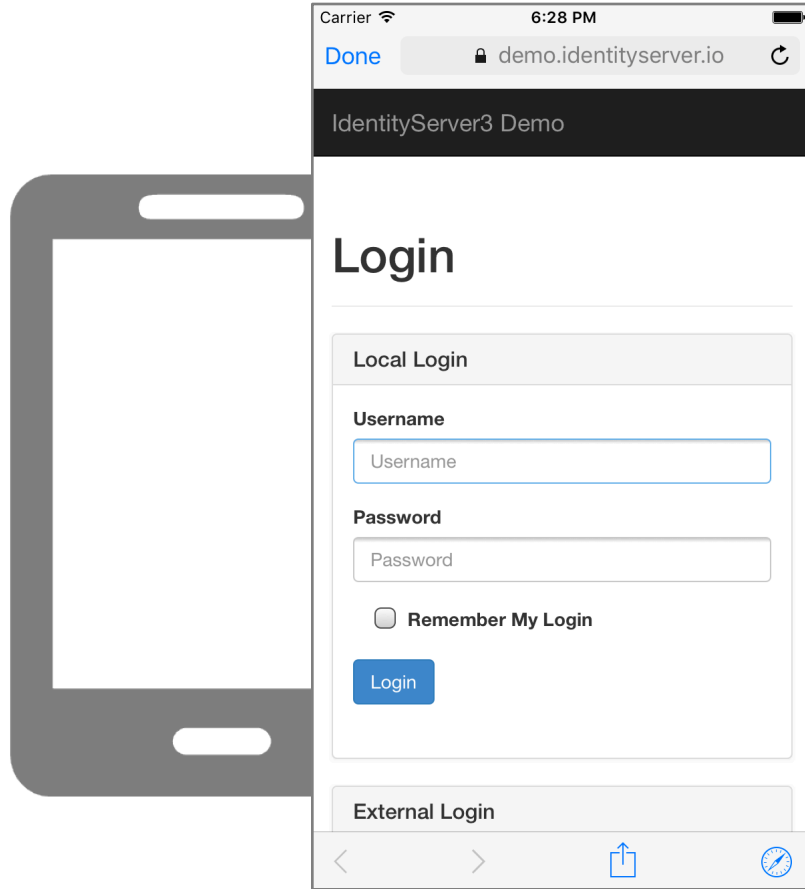 Carrier 6:28 PM
Done demo.identityserver.io
IdentityServer3 Demo
Login
Local Login
Username
Username
Password
Password
Remember My Login
Login
External Login